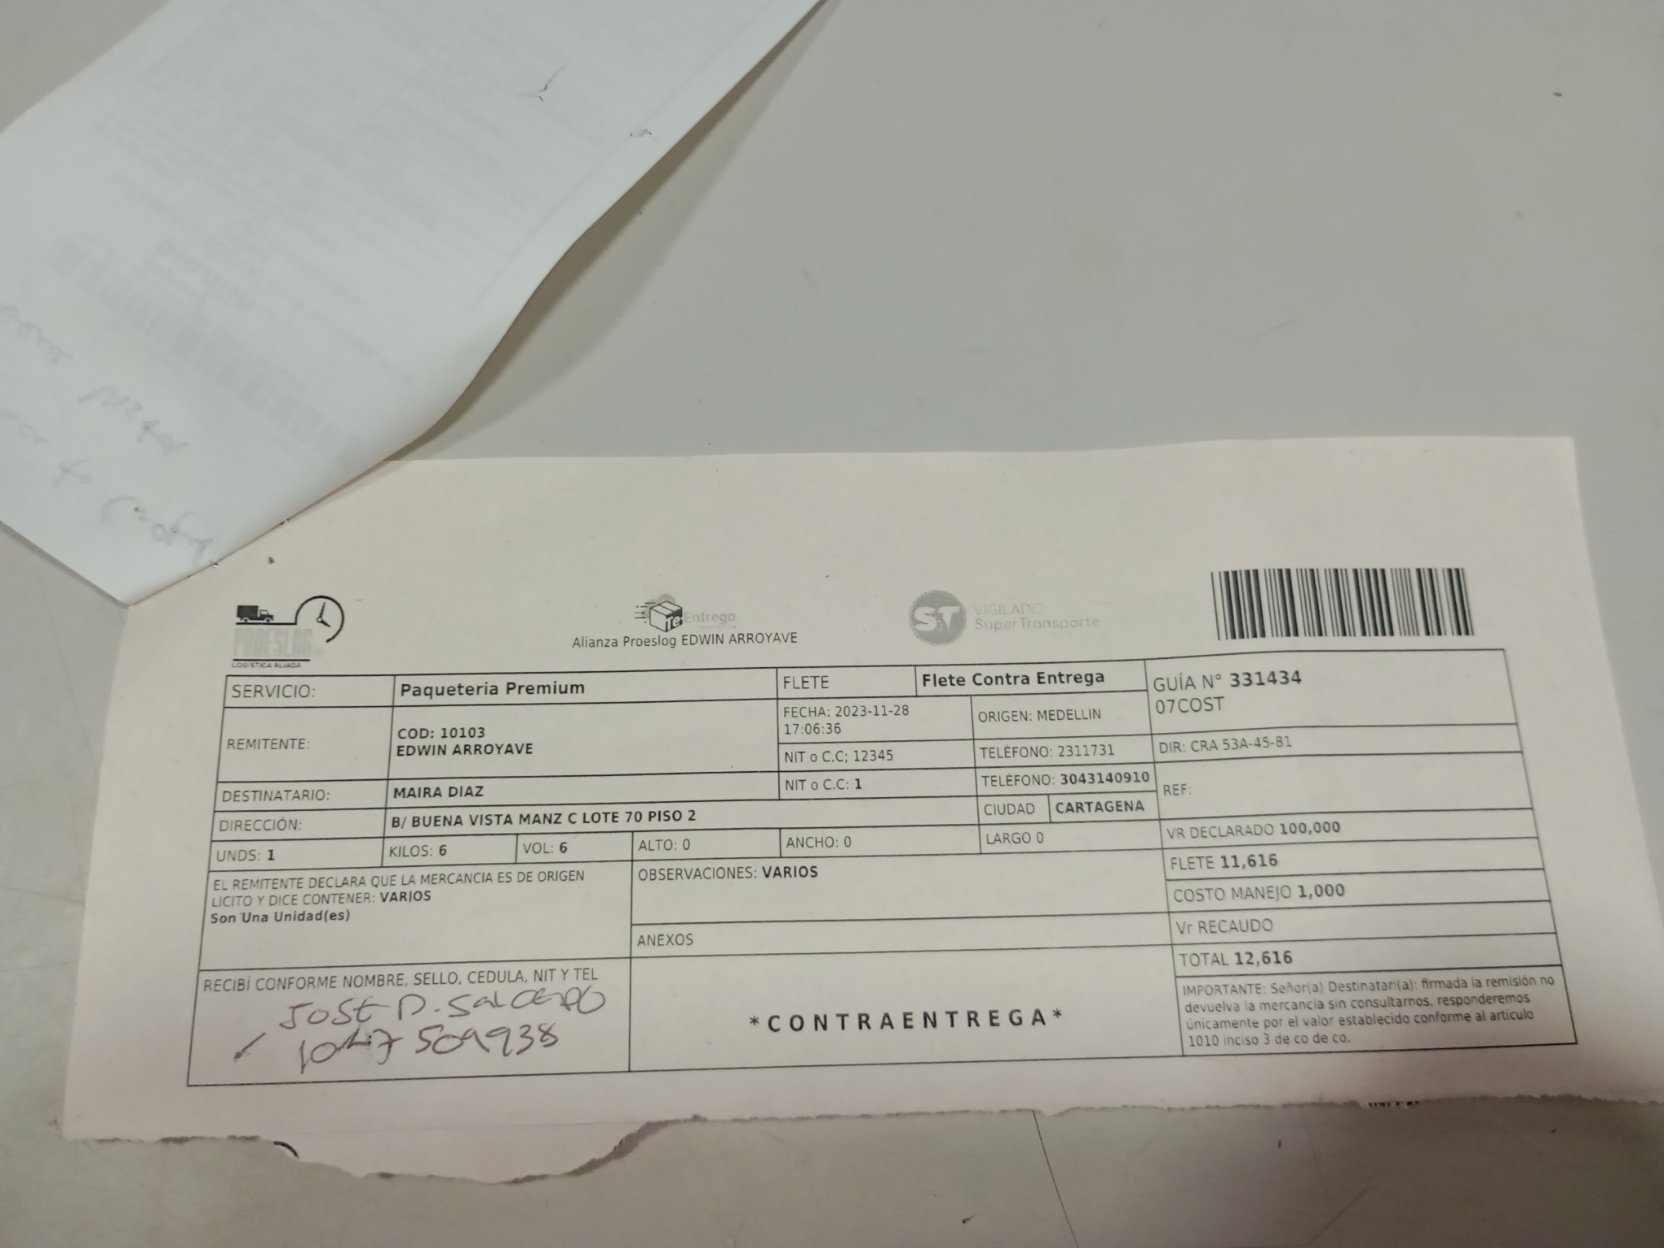 PROESLOG
LOGÍSTICA ALIADA
Entrego
Alianza Proeslog EDWIN ARROYAVE
ST
VIGILADO
SuperTransporte
SERVICIO: Paqueteria Premium FLETE Flete Contra Entrega
GUÍA N° 331434
07COST
REMITENTE:
COD: 10103
EDWIN ARROYAVE
FECHA: 2023-11-28
17:06:36
ORIGEN: MEDELLIN
NIT o C.C; 12345 TELÉFONO: 2311731 DIR: CRA 53A-45-81
DESTINATARIO: MAIRA DIAZ NIT o C.C: 1 TELÉFONO: 3043140910 REF:
DIRECCIÓN: B/ BUENA VISTA MANZ C LOTE 70 PISO 2 CIUDAD CARTAGENA
UNDS: 1 KILOS: 6 VOL: 6 ALTO: 0 ANCHO: 0 LARGO 0 VR DECLARADO 100,000
EL REMITENTE DECLARA QUE LA MERCANCIA ES DE ORIGEN
LICITO Y DICE CONTENER: VARIOS
Son Una Unidad(es)
OBSERVACIONES: VARIOS
FLETE 11,616
COSTO MANEJO 1,000
ANEXOS
Vr RECAUDO
TOTAL 12,616
RECIBÍ CONFORME NOMBRE, SELLO, CEDULA, NIT Y TEL
JOSE D. SALCEDO
1047509938
*CONTRAENTREGA*
IMPORTANTE: Señor(a) Destinatari(a): firmada la remisión no
devuelva la mercancia sin consultarnos, responderemos
únicamente por el valor establecido conforme al articulo
1010 inciso 3 de co de co.